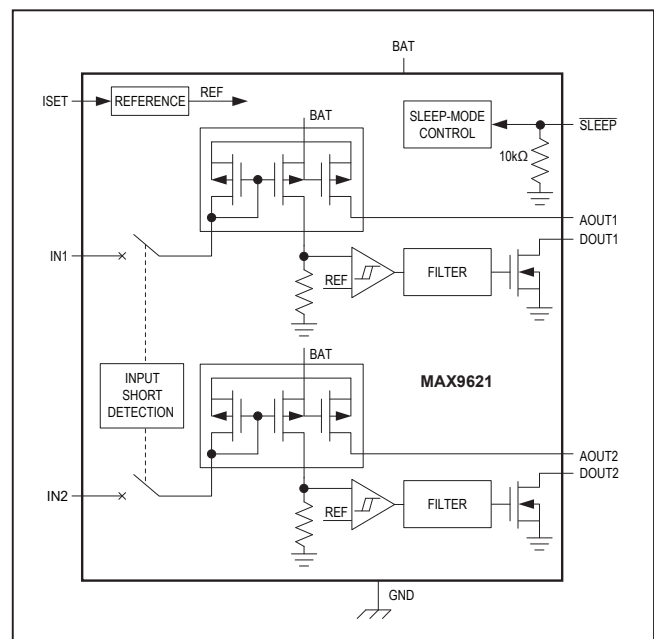 BAT
ISET
REFERENCE
REF
BAT
SLEEP-MODE
CONTROL
SLEEP
10kΩ
AOUT1
DOUT1
IN1
REF
FILTER
BAT
MAX9621
INPUT
SHORT
DETECTION
AOUT2
DOUT2
IN2
REF
FILTER
GND